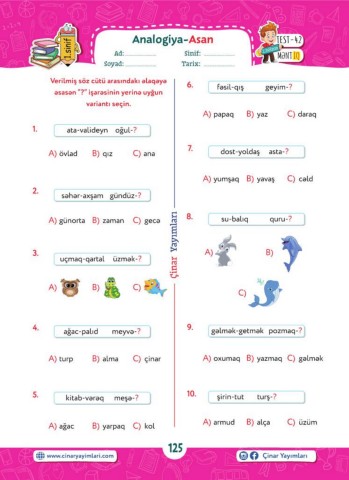 1.sinif
Analogiya-Asan
Ad:
Sinif:
Soyad:
Tarix:
TEST-42
MƏNTİQ
Verilmiş söz cütü arasındakı əlaqəyə
əsasən "?" işarəsinin yerinə uyğun
variantı seçin.
1.
ata-valideyn oğul-?
A) övlad B) qız C) ana
2.
səhər-axşam gündüz-?
A) günorta B) zaman C) gecə
3.
uçmaq-qartal üzmək-?
A) B) C)
4.
ağac-palıd meyvə-?
A) turp B) alma C) çinar
5.
kitab-vərəq meşə-?
A) ağac B) yarpaq C) kol
Çinar Yayımları
6.
fəsil-qış geyim-?
A) papaq B) yaz C) daraq
7.
dost-yoldaş asta-?
A) yumşaq B) yavaş C) cəld
8.
su-balıq quru-?
A) B)
C)
9.
gəlmək-getmək pozmaq-?
A) oxumaq B) yazmaq C) gəlmək
10.
şirin-tut turş-?
A) armud B) alça C) üzüm
www.cinaryayimlari.com
125
Çinar Yayımları